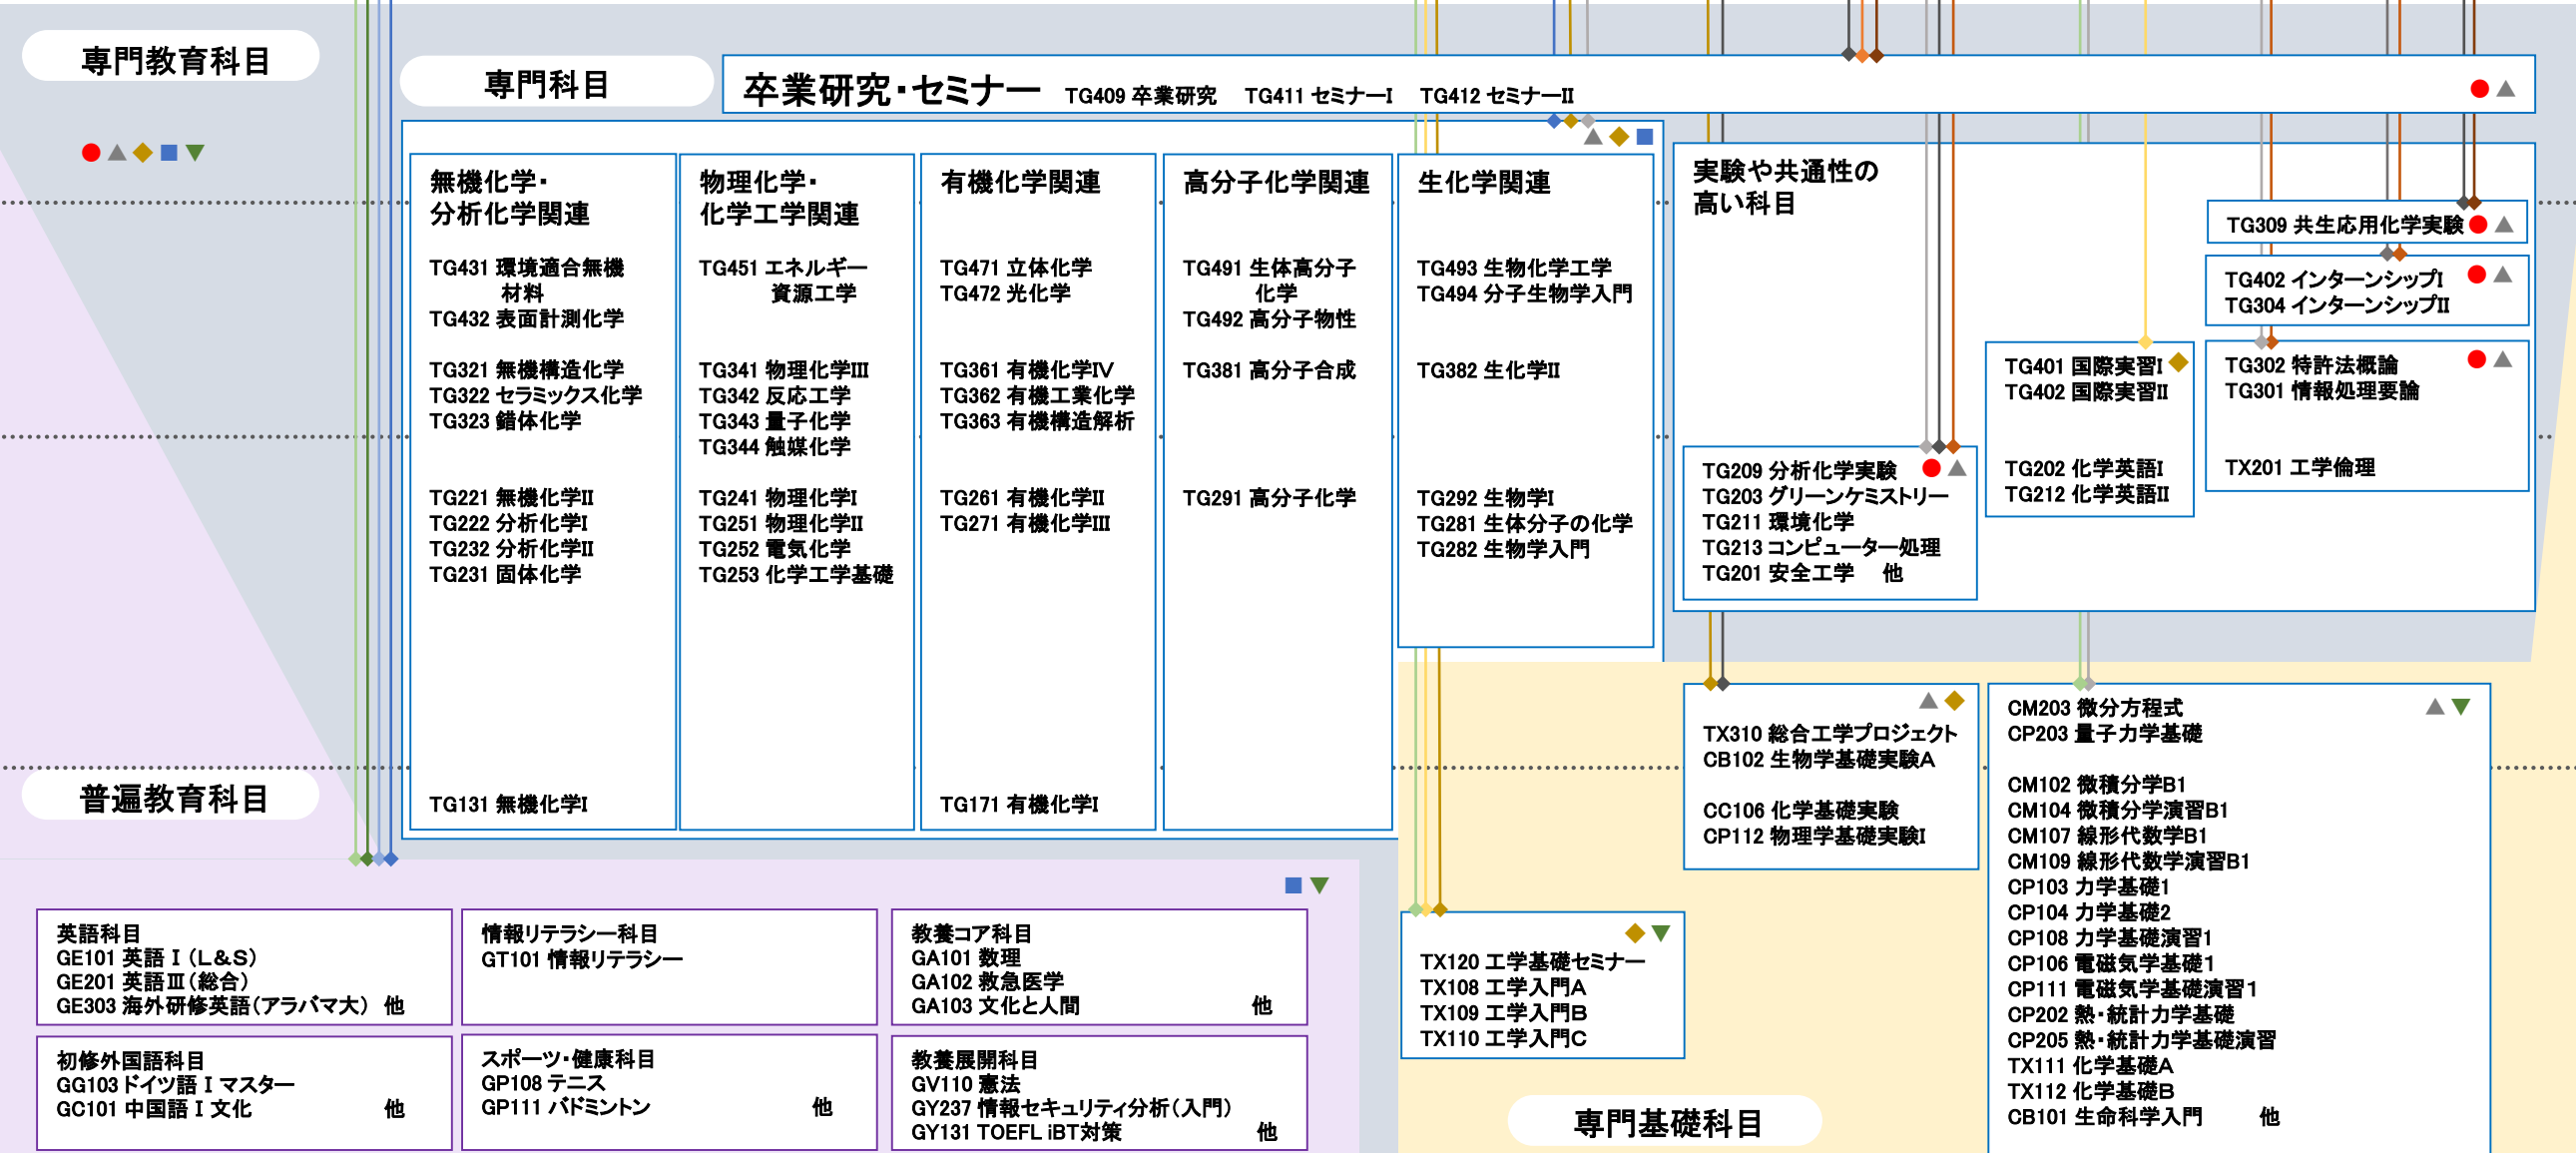 専門教育科目
専門科目
卒業研究・セミナー TG409 卒業研究 TG411 セミナーI TG412 セミナーII
無機化学・
分析化学関連
TG431 環境適合無機
材料
TG432 表面計測化学
TG321 無機構造化学
TG322 セラミックス化学
TG323 錯体化学
TG221 無機化学II
TG222 分析化学I
TG232 分析化学II
TG231 固体化学
TG131 無機化学I
物理化学・
化学工学関連
TG451 エネルギー
資源工学
TG341 物理化学III
TG342 反応工学
TG343 量子化学
TG344 触媒化学
TG241 物理化学I
TG251 物理化学II
TG252 電気化学
TG253 化学工学基礎
有機化学関連
TG471 立体化学
TG472 光化学
TG361 有機化学IV
TG362 有機工業化学
TG363 有機構造解析
TG261 有機化学II
TG271 有機化学III
TG171 有機化学I
高分子化学関連
TG491 生体高分子
化学
TG492 高分子物性
TG381 高分子合成
TG291 高分子化学
生化学関連
TG493 生物化学工学
TG494 分子生物学入門
TG382 生化学II
TG292 生物学I
TG281 生体分子の化学
TG282 生物学入門
実験や共通性の
高い科目
TG309 共生応用化学実験
TG402 インターンシップI
TG304 インターンシップII
TG302 特許法概論
TG301 情報処理要論
TX201 工学倫理
TG401 国際実習I
TG402 国際実習II
TG202 化学英語I
TG212 化学英語II
TG209 分析化学実験
TG203 グリーンケミストリー
TG211 環境化学
TG213 コンピューター処理
TG201 安全工学 他
普遍教育科目
英語科目
GE101 英語 I (L&S)
GE201 英語Ⅲ(総合)
GE303 海外研修英語(アラバマ大) 他
情報リテラシー科目
GT101 情報リテラシー
教養コア科目
GA101 数理
GA102 救急医学
GA103 文化と人間 他
初修外国語科目
GG103 ドイツ語 I マスター
GC101 中国語 I 文化 他
スポーツ・健康科目
GP108 テニス
GP111 バドミントン 他
教養展開科目
GV110 憲法
GY237 情報セキュリティ分析(入門)
GY131 TOEFL iBT対策 他
TX310 総合工学プロジェクト
CB102 生物学基礎実験A
CC106 化学基礎実験
CP112 物理学基礎実験I
TX120 工学基礎セミナー
TX108 工学入門A
TX109 工学入門B
TX110 工学入門C
CM203 微分方程式
CP203 量子力学基礎
CM102 微積分学B1
CM104 微積分学演習B1
CM107 線形代数学B1
CM109 線形代数学演習B1
CP103 力学基礎1
CP104 力学基礎2
CP108 力学基礎演習1
CP106 電磁気学基礎1
CP111 電磁気学基礎演習1
CP202 熱・統計力学基礎
CP205 熱・統計力学基礎演習
TX111 化学基礎A
TX112 化学基礎B
CB101 生命科学入門 他
専門基礎科目